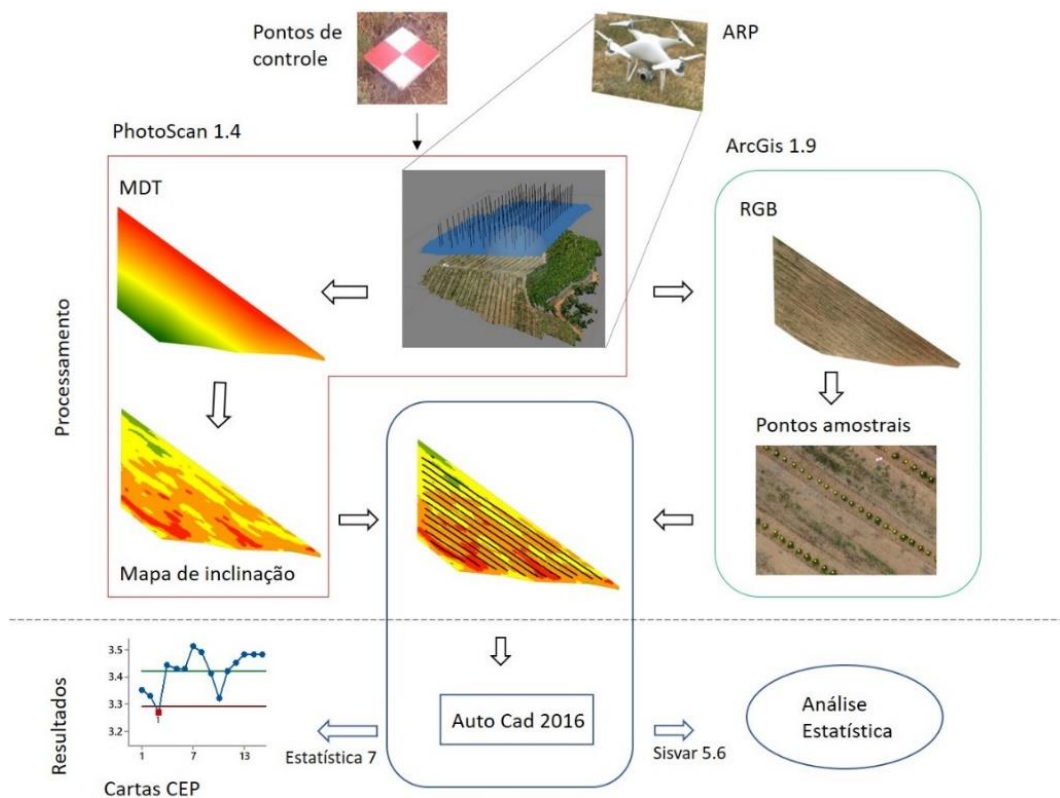 Pontos de
controle
ARP
PhotoScan 1.4
ArcGis 1.9
MDT
RGB
Processamento
Pontos amostrais
Mapa de inclinação
Resultados
3.5
3.4
3.3
3.2
1
7
13
Cartas CEP
Estatística 7
Auto Cad 2016
Sisvar 5.6
Análise
Estatística